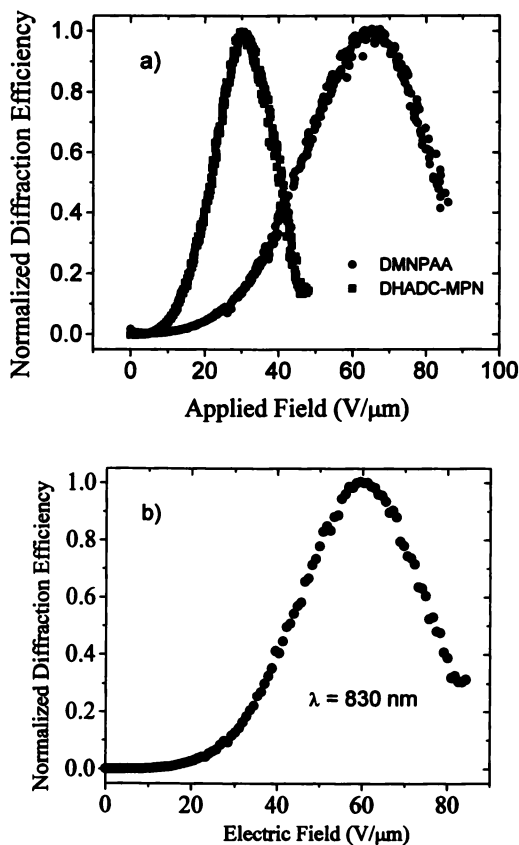 a)
Normalized Diffraction Efficiency
1.0
0.8
0.6
0.4
0.2
0.0
DMNPAA
DHADC-MPN
0 20 40 60 80 100
Applied Field (V/μm)
b)
Normalized Diffraction Efficiency
1.0
0.8
0.6
0.4
0.2
0.0
λ = 830 nm
0 20 40 60 80
Electric Field (V/μm)